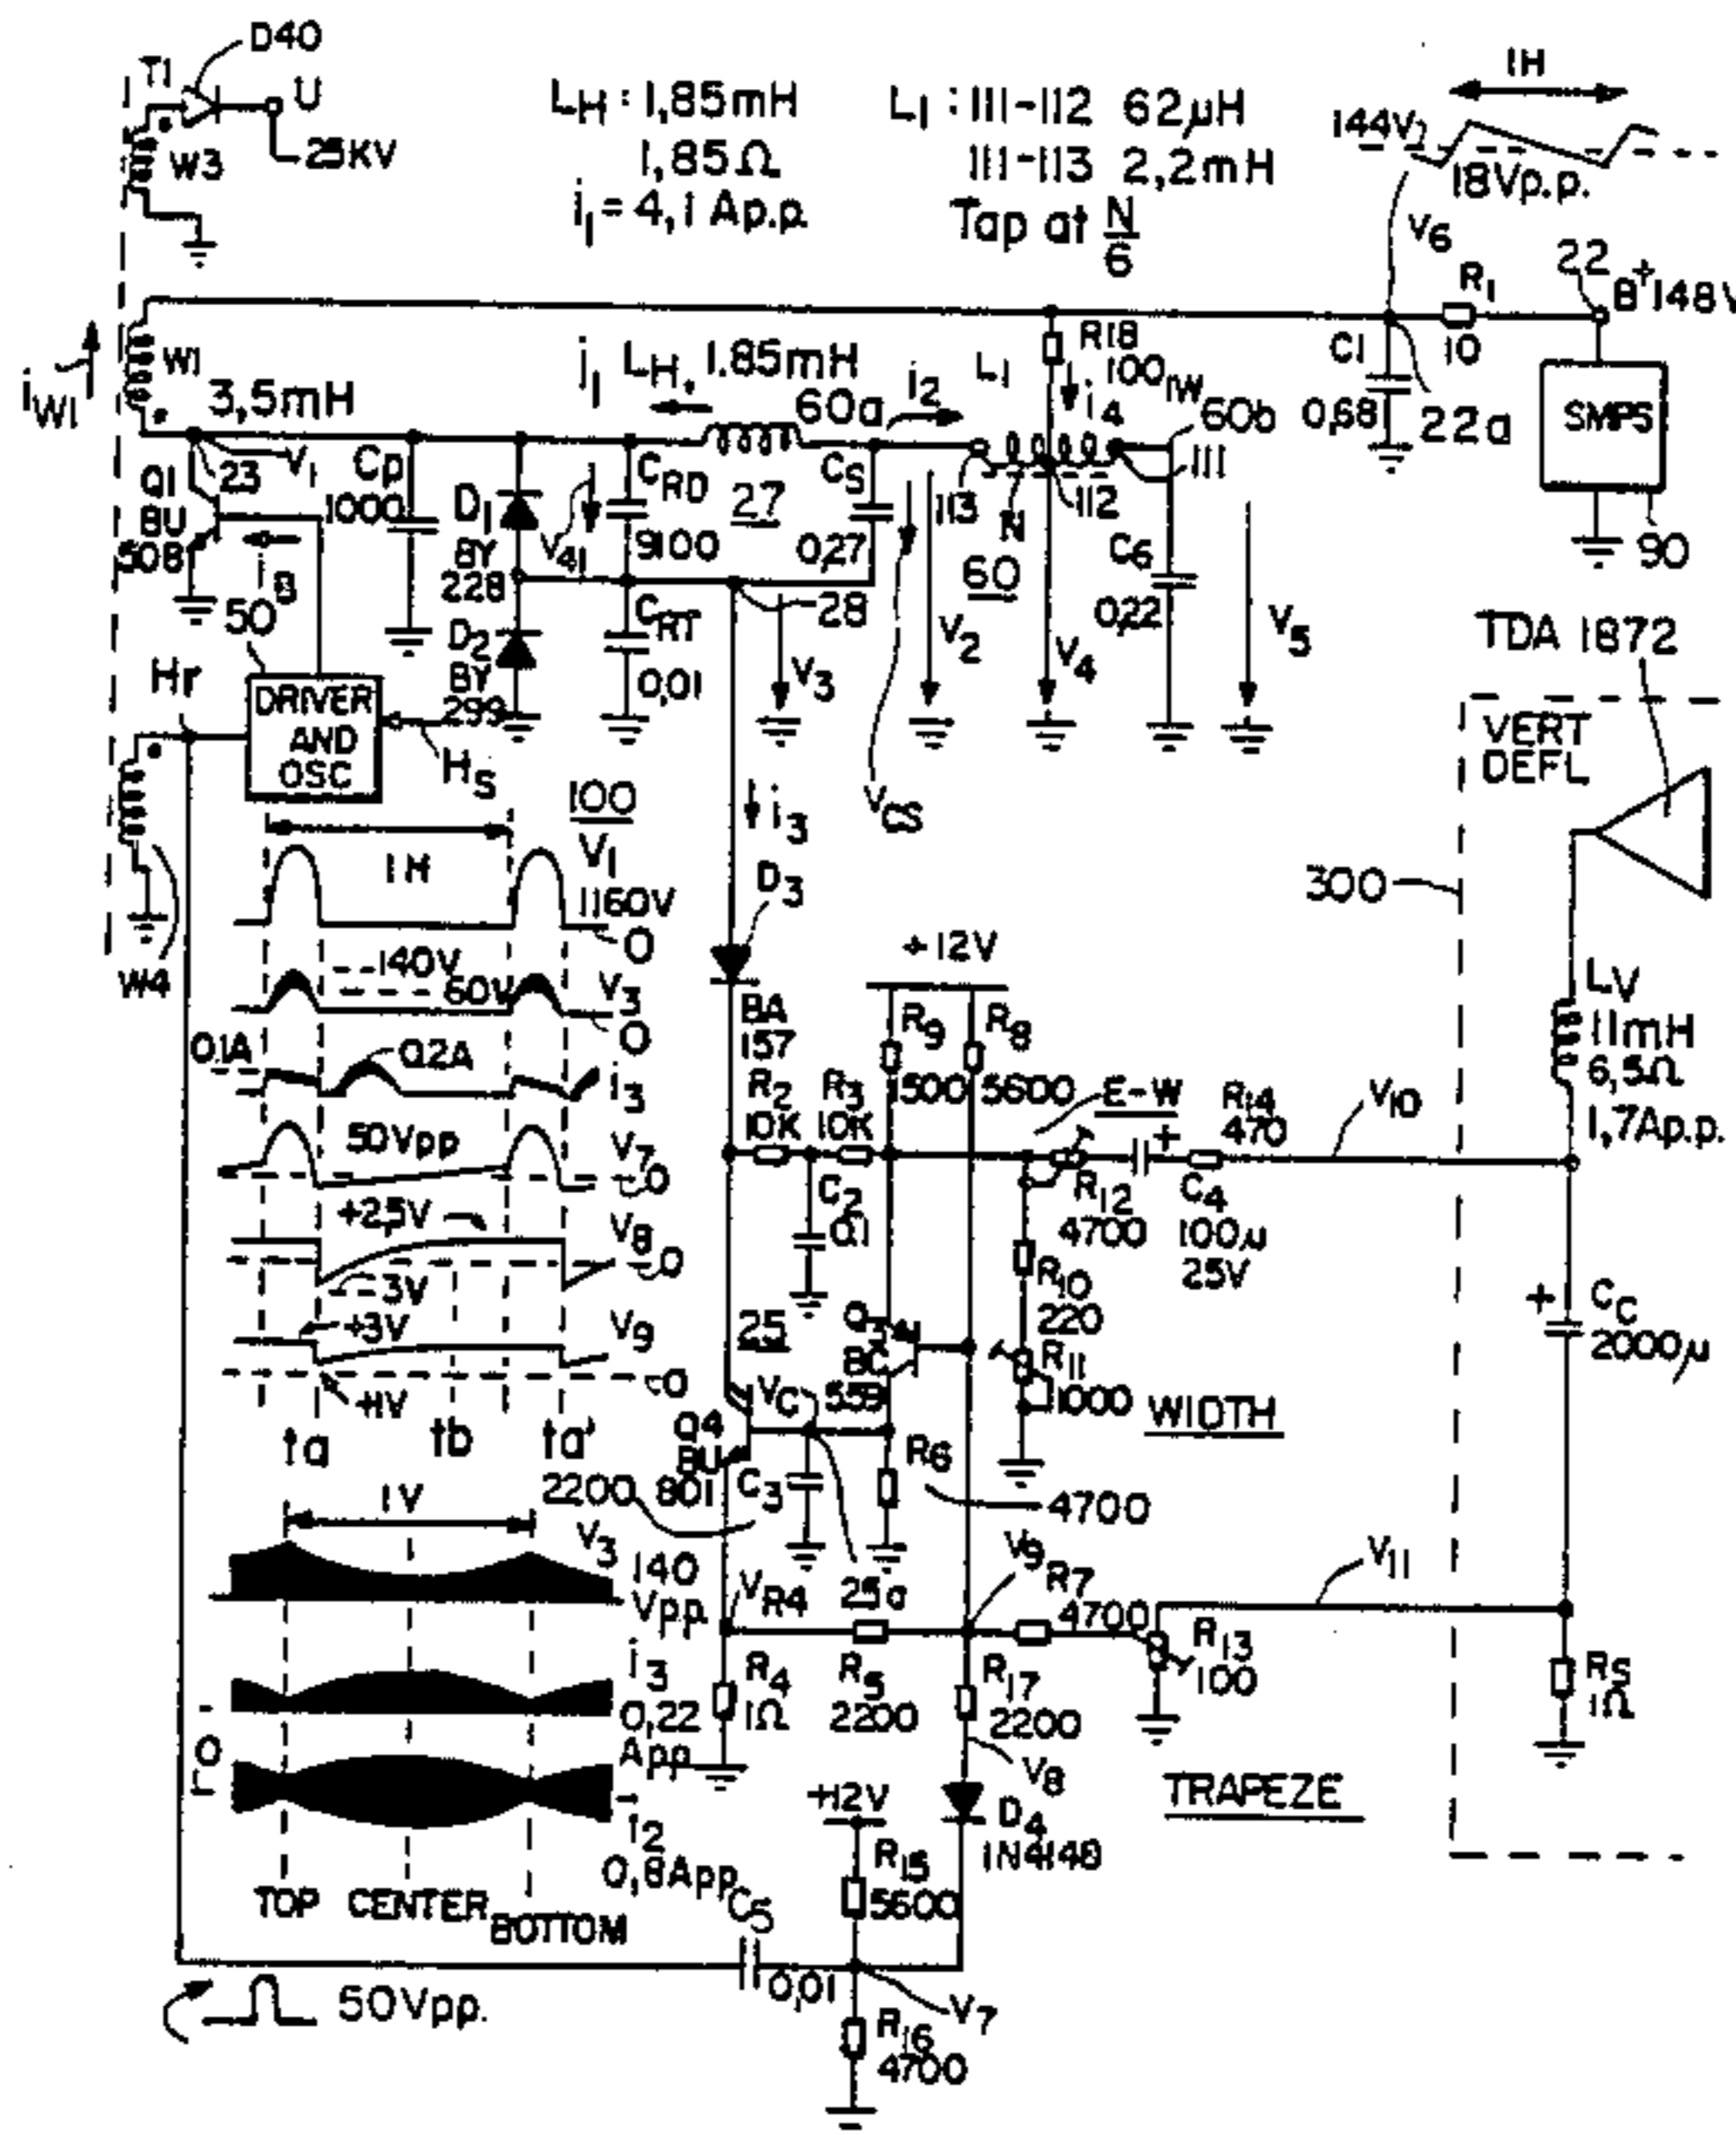 T1
D40
U
25KV
W3
LH : 1,85mH
1,85Ω
i1 = 4,1 Ap.p.
L1 : 111-112 62µH
111-113 2,2mH
Tap at N/6
1H
144V
18Vp.p.
V6
22
B+ 148V
R1
10
C1
0,68
22a
SMPS
90
iW1
W1
3,5mH
i1
LH,
1.85mH
60a
i2
L1
R18
100
1W
i4
60b
111
112
113
N
60
23
V1
Q1
BU
508
iB
50
CP
1000
D1
BY
228
V41
CRD
9100
27
CS
0,27
D2
BY
299
CRT
0,01
28
V3
VCS
V2
V4
C6
0,22
V5
TDA 1872
Hr
DRIVER
AND
OSC
HS
W4
100
1H
V1
1160V
0
140V
60V
V3
0
0.1A
0.2A
i3
50Vpp
V7
0
+2,5V
V8
0
-3V
+3V
V9
0
+1V
ta
tb
ta'
i3
D3
BA
157
+12V
R9
1500
R8
5600
R2
10K
R3
10K
C2
0.1
E-W
R12
4700
C4
100µ
25V
R14
470
V10
R10
220
R11
1000
WIDTH
25
Q3
BC
559
VC
Q4
BU
801
2200
C3
R6
4700
25a
VR4
R4
1Ω
R5
2200
V9
R7
4700
R17
2200
R13
100
V11
TRAPEZE
V8
D4
1N4148
VERT
DEFL
300
LV
11mH
6,5Ω
1,7Ap.p.
CC
2000µ
RS
1Ω
1V
V3
140
Vpp
i3
0,22
App
0
i2
0,8App
TOP
CENTER
BOTTOM
C5
0,01
+12V
R15
5600
V7
R16
4700
50Vpp.